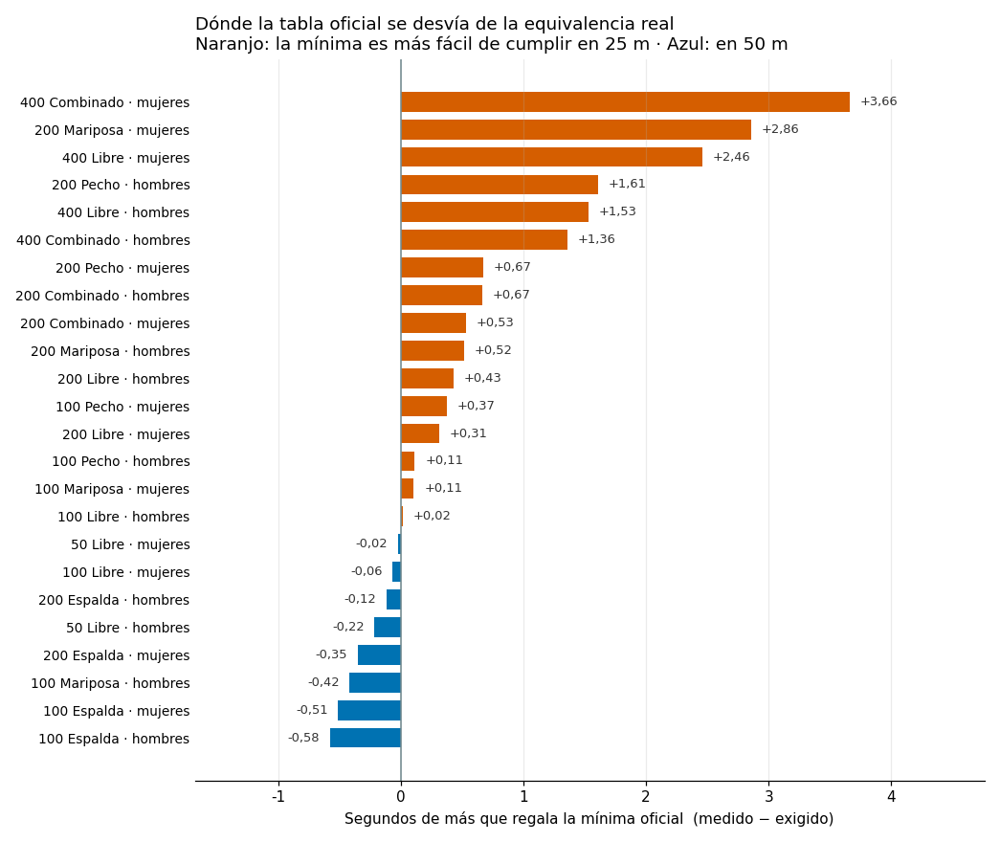 Dónde la tabla oficial se desvía de la equivalencia real
Naranjo: la mínima es más fácil de cumplir en 25 m · Azul: en 50 m
400 Combinado · mujeres +3,66
200 Mariposa · mujeres +2,86
400 Libre · mujeres +2,46
200 Pecho · hombres +1,61
400 Libre · hombres +1,53
400 Combinado · hombres +1,36
200 Pecho · mujeres +0,67
200 Combinado · hombres +0,67
200 Combinado · mujeres +0,53
200 Mariposa · hombres +0,52
200 Libre · hombres +0,43
100 Pecho · mujeres +0,37
200 Libre · mujeres +0,31
100 Pecho · hombres +0,11
100 Mariposa · mujeres +0,11
100 Libre · hombres +0,02
50 Libre · mujeres -0,02
100 Libre · mujeres -0,06
200 Espalda · hombres -0,12
50 Libre · hombres -0,22
200 Espalda · mujeres -0,35
100 Mariposa · hombres -0,42
100 Espalda · mujeres -0,51
100 Espalda · hombres -0,58
-1 0 1 2 3 4
Segundos de más que regala la mínima oficial (medido − exigido)